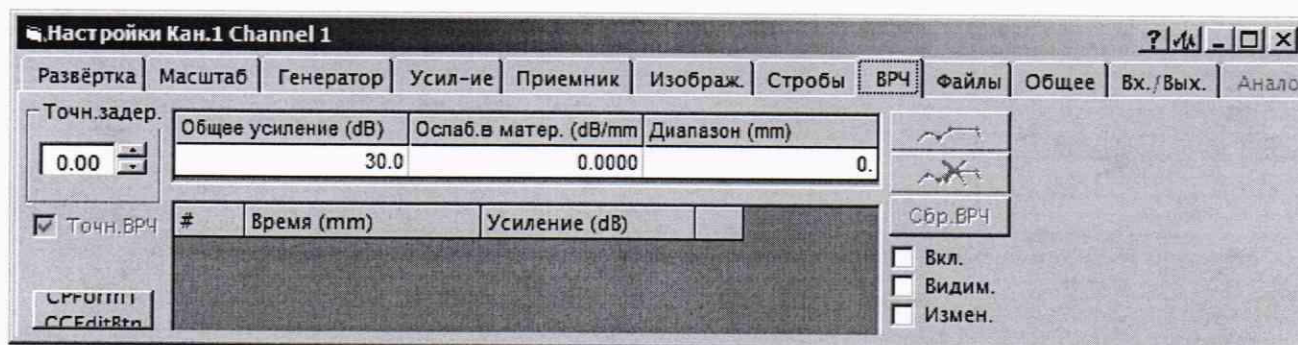 Настройки Кан.1 Channel 1
Развёртка Масштаб Генератор Усил-ие Приемник Изображ. Стробы ВРЧ Файлы Общее Вх./Вых. Анало
Точн.задер.
0.00
Общее усиление (dB) Ослаб.в матер. (dB/mm Диапазон (mm)
30.0 0.0000 0.
Точн.ВРЧ
# Время (mm) Усиление (dB)
Сбр.ВРЧ
Вкл.
Видим.
Измен.
CPForm1
CCEditBtn